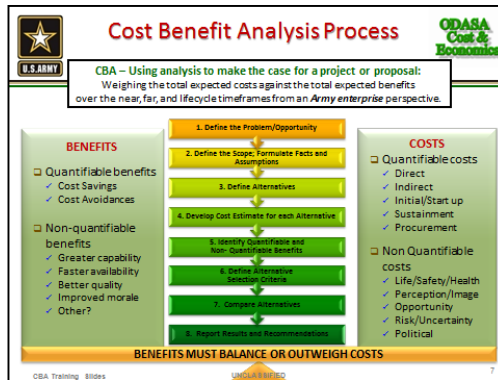 Cost Benefit Analysis Process
U.S.ARMY
ODASA
Cost &
Economics
CBA – Using analysis to make the case for a project or proposal:
Weighing the total expected costs against the total expected benefits
over the near, far, and lifecycle timeframes from an Army enterprise perspective.
BENEFITS
Quantifiable benefits
Cost Savings
Cost Avoidances
Non-quantifiable
benefits
Greater capability
Faster availability
Better quality
Improved morale
Other?
1. Define the Problem/Opportunity
2. Define the Scope; Formulate Facts and
Assumptions
3. Define Alternatives
4. Develop Cost Estimate for each Alternative
5. Identify Quantifiable and
Non- Quantifiable Benefits
6. Define Alternative
Selection Criteria
7. Compare Alternatives
8. Report Results and Recommendations
COSTS
Quantifiable costs
Direct
Indirect
Initial/Start up
Sustainment
Procurement
Non Quantifiable
costs
Life/Safety/Health
Perception/Image
Opportunity
Risk/Uncertainty
Political
BENEFITS MUST BALANCE OR OUTWEIGH COSTS
CBA Training Slides
UNCLASSIFIED
7